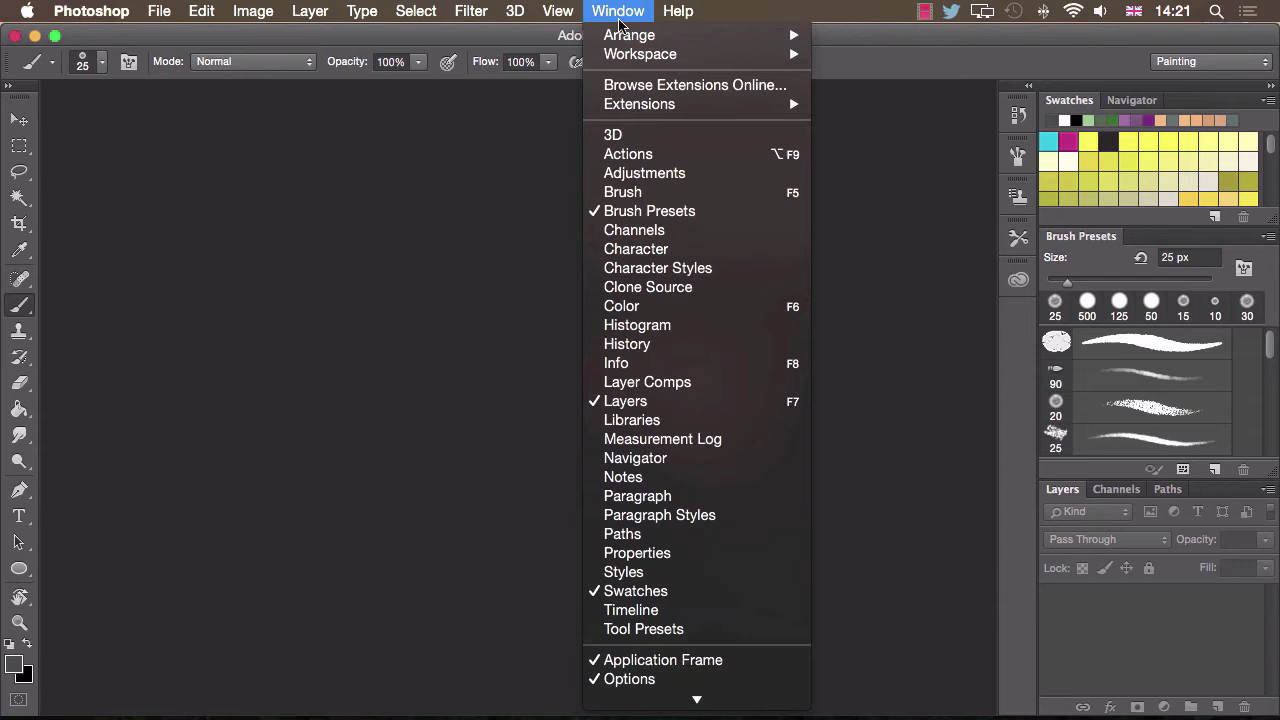 Photoshop File Edit Image Layer Type Select Filter 3D View Window Help 14:21
Adob
25 Mode: Normal Opacity: 100% Flow: 100% Painting
Arrange
Workspace
Browse Extensions Online...
Extensions
3D
Actions ⌥ F9
Adjustments
Brush F5
✓ Brush Presets
Channels
Character
Character Styles
Clone Source
Color F6
Histogram
History
Info F8
Layer Comps
✓ Layers F7
Libraries
Measurement Log
Navigator
Notes
Paragraph
Paragraph Styles
Paths
Properties
Styles
✓ Swatches
Timeline
Tool Presets
✓ Application Frame
✓ Options
Swatches Navigator
Brush Presets
Size: 25 px
25 500 125 50 15 10 30
90
20
25
Layers Channels Paths
Kind
Pass Through Opacity:
Lock: Fill: